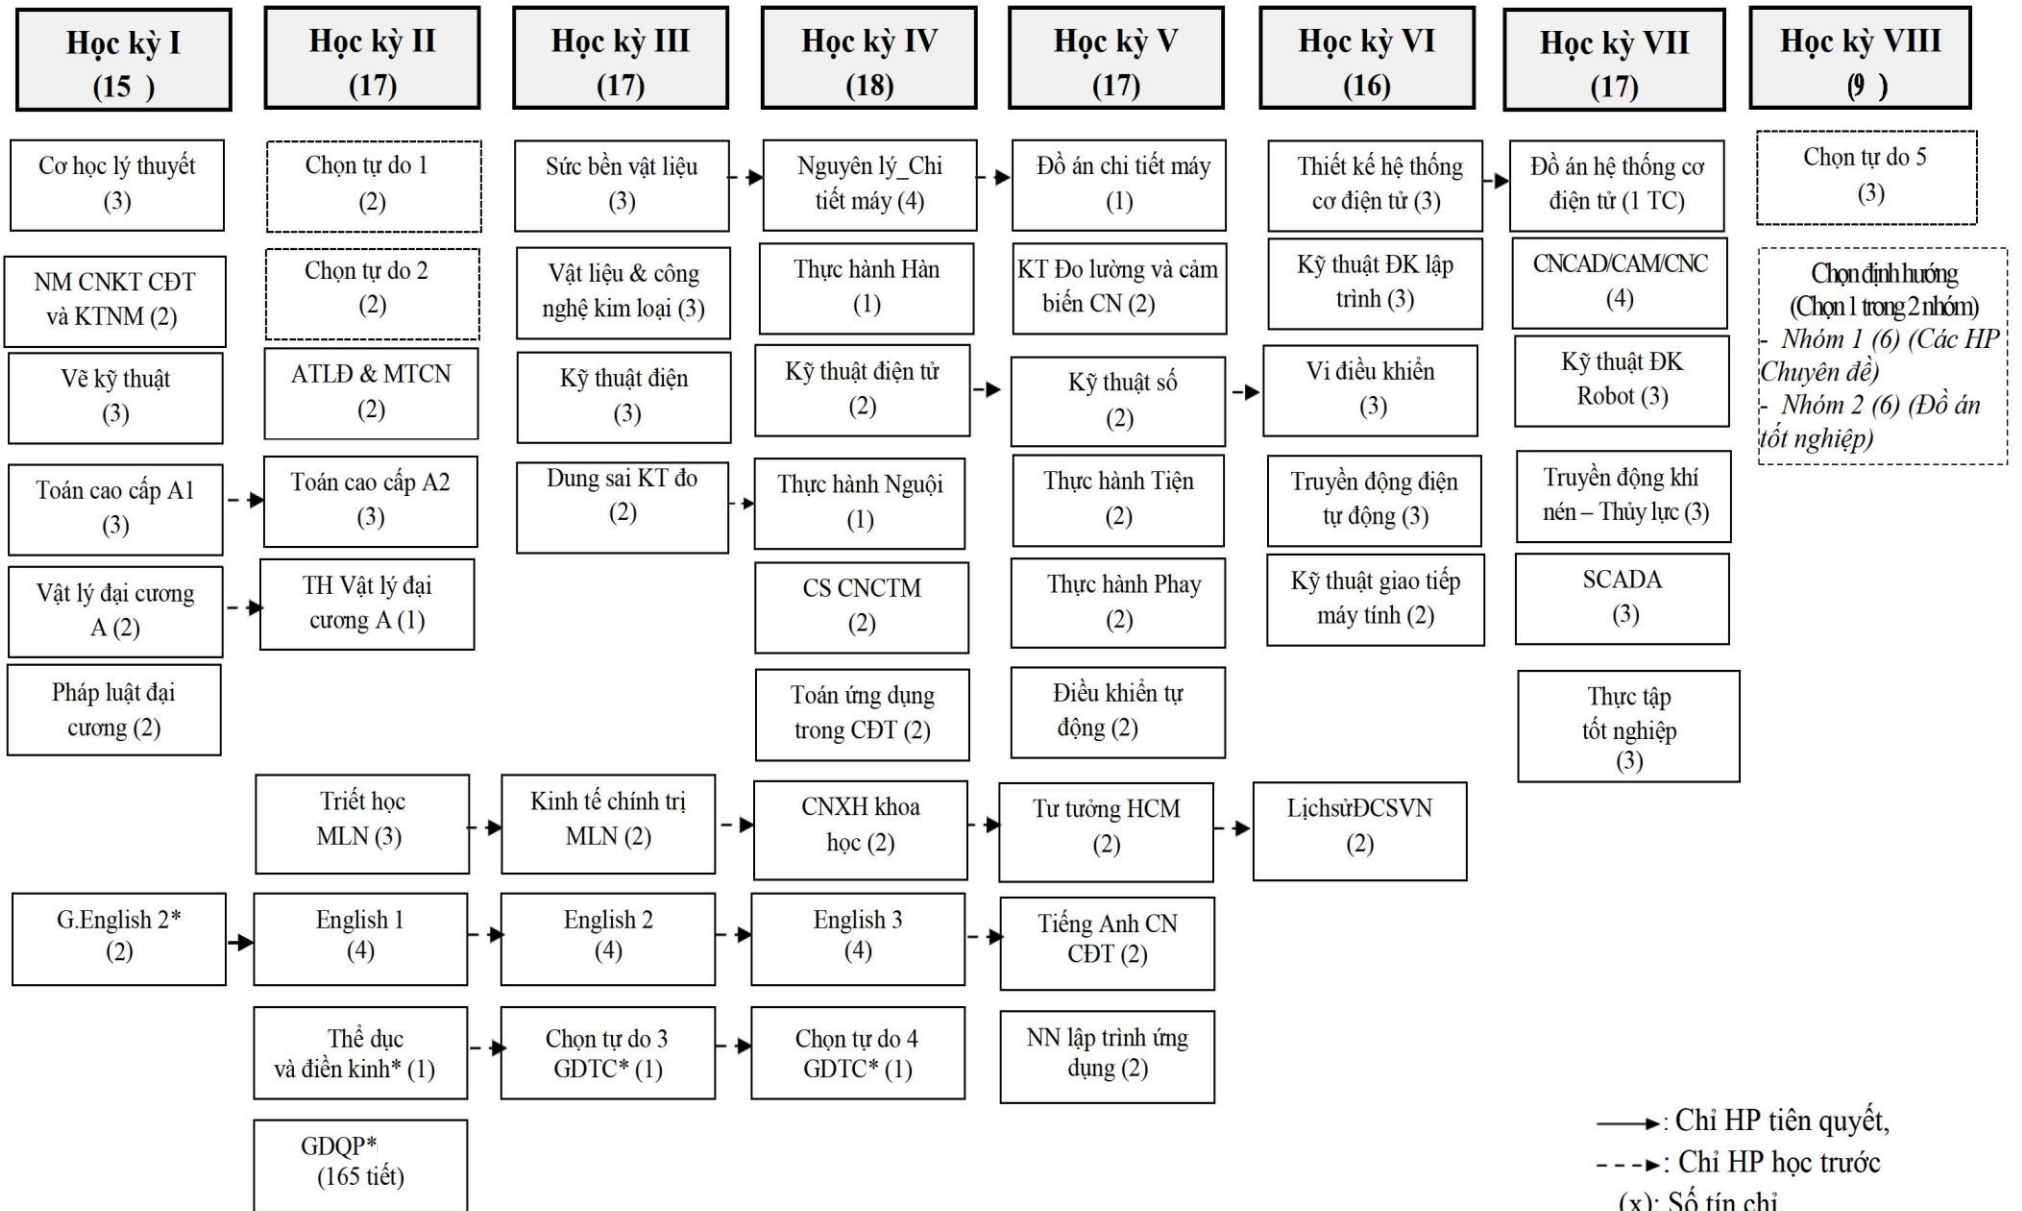 Học kỳ I
(15 )
Học kỳ II
(17)
Học kỳ III
(17)
Học kỳ IV
(18)
Học kỳ V
(17)
Học kỳ VI
(16)
Học kỳ VII
(17)
Học kỳ VIII
(9 )
Cơ học lý thuyết
(3)
Chọn tự do 1
(2)
Sức bền vật liệu
(3)
Nguyên lý_Chi
tiết máy (4)
Đồ án chi tiết máy
(1)
Thiết kế hệ thống
cơ điện tử (3)
Đồ án hệ thống cơ
điện tử (1 TC)
Chọn tự do 5
(3)
NM CNKT CĐT
và KTNM (2)
Chọn tự do 2
(2)
Vật liệu & công
nghệ kim loại (3)
Thực hành Hàn
(1)
KT Đo lường và cảm
biến CN (2)
Kỹ thuật ĐK lập
trình (3)
CNCAD/CAM/CNC
(4)
Chọn định hướng
(Chọn 1 trong 2 nhóm)
- Nhóm 1 (6) (Các HP
Chuyên đề)
- Nhóm 2 (6) (Đồ án
tốt nghiệp)
Vẽ kỹ thuật
(3)
ATLĐ & MTCN
(2)
Kỹ thuật điện
(3)
Kỹ thuật điện tử
(2)
Kỹ thuật số
(2)
Vi điều khiển
(3)
Kỹ thuật ĐK
Robot (3)
Toán cao cấp A1
(3)
Toán cao cấp A2
(3)
Dung sai KT đo
(2)
Thực hành Nguội
(1)
Thực hành Tiện
(2)
Truyền động điện
tự động (3)
Truyền động khí
nén – Thủy lực (3)
Vật lý đại cương
A (2)
TH Vật lý đại
cương A (1)
CS CNCTM
(2)
Thực hành Phay
(2)
Kỹ thuật giao tiếp
máy tính (2)
SCADA
(3)
Pháp luật đại
cương (2)
Toán ứng dụng
trong CĐT (2)
Điều khiển tự
động (2)
Thực tập
tốt nghiệp
(3)
Triết học
MLN (3)
Kinh tế chính trị
MLN (2)
CNXH khoa
học (2)
Tư tưởng HCM
(2)
LịchsửĐCSVN
(2)
G.English 2*
(2)
English 1
(4)
English 2
(4)
English 3
(4)
Tiếng Anh CN
CĐT (2)
Thể dục
và điền kinh* (1)
Chọn tự do 3
GDTC* (1)
Chọn tự do 4
GDTC* (1)
NN lập trình ứng
dụng (2)
GDQP*
(165 tiết)
: Chỉ HP tiên quyết,
: Chỉ HP học trước
(x): Số tín chỉ